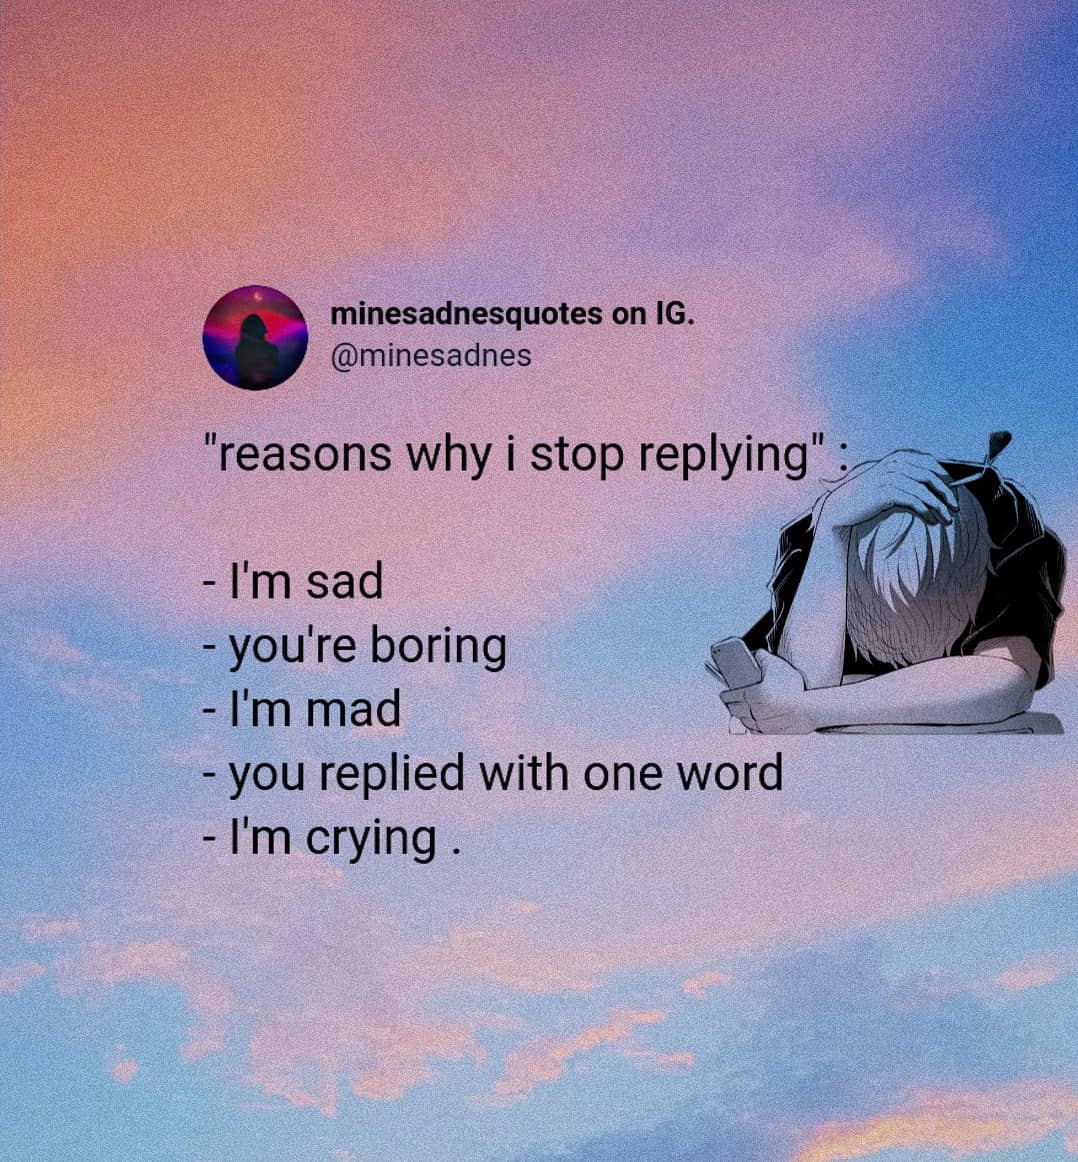 minesadnesquotes on IG.
@minesadnes
"reasons why i stop replying" :
- I'm sad
- you're boring
- I'm mad
- you replied with one word
- I'm crying .